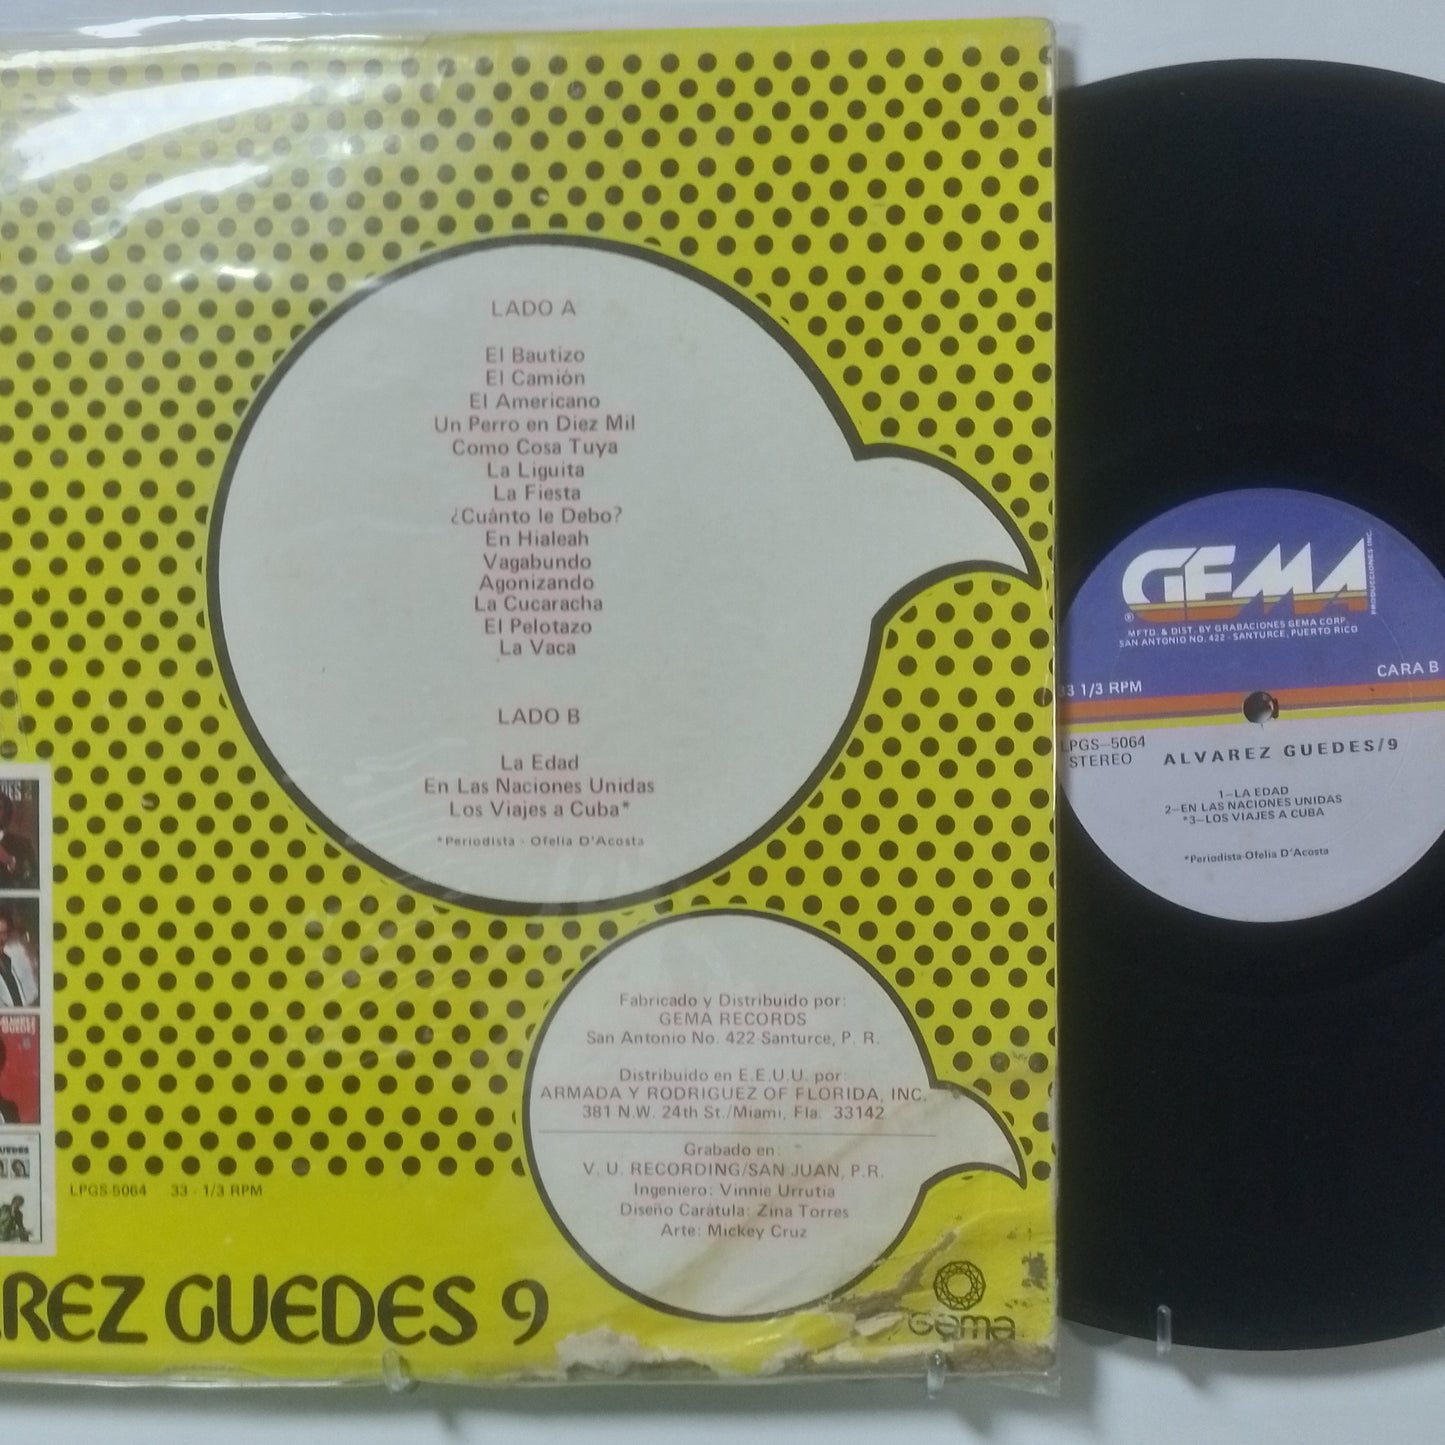 LADO A
El Bautizo
El Camión
El Americano
Un Perro en Diez Mil
Como Cosa Tuya
La Liguita
La Fiesta
¿Cuánto le Debo?
En Hialeah
Vagabundo
Agonizando
La Cucaracha
El Pelotazo
La Vaca
LADO B
La Edad
En Las Naciones Unidas
Los Viajes a Cuba*
*Periodista - Ofelia D'Acosta
Fabricado y Distribuido por:
GEMA RECORDS
San Antonio No. 422-Santurce, P. R.
Distribuido en E.E.U.U. por:
ARMADA Y RODRIGUEZ OF FLORIDA, INC.
381 N.W. 24th St./Miami, Fla. 33142
Grabado en:
V. U. RECORDING/SAN JUAN, P.R.
Ingeniero: Vinnie Urrutia
Diseño Carátula: Zina Torres
Arte: Mickey Cruz
LPGS-5064 33 - 1/3 RPM
AREZ GUEDES 9
Gema
GUEDES
GEMA
PRODUCCIONES INC.
®
MFTD. & DIST. BY GRABACIONES GEMA CORP.
SAN ANTONIO NO. 422 - SANTURCE, PUERTO RICO
CARA B
33 1/3 RPM
LPGS-5064
STEREO
ALVAREZ GUEDES/9
1-LA EDAD
2-EN LAS NACIONES UNIDAS
*3-LOS VIAJES A CUBA
*Periodista-Ofelia D'Acosta